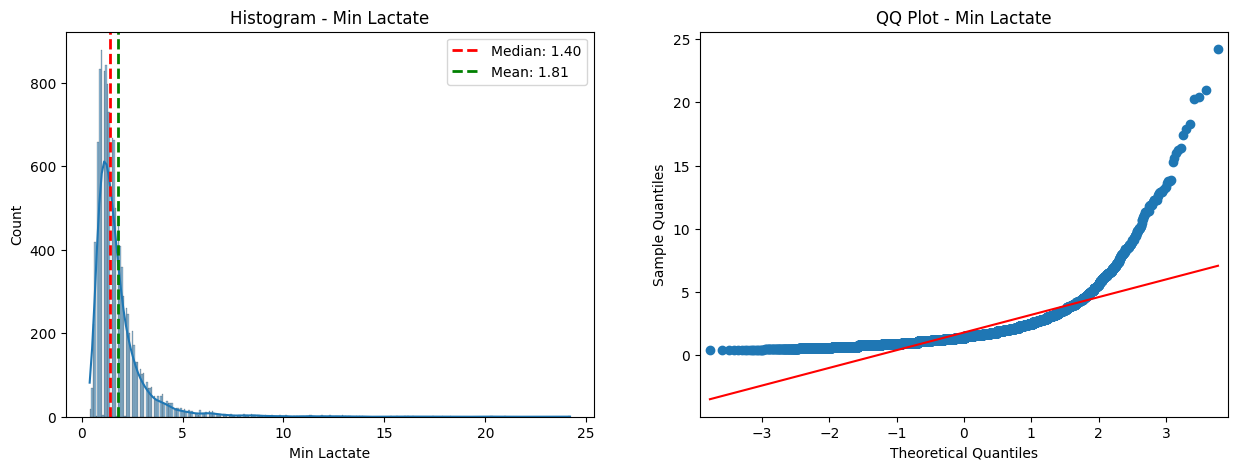 Histogram - Min Lactate
Median: 1.40
Mean: 1.81
800
600
400
200
0
Count
0 5 10 15 20 25
Min Lactate
QQ Plot - Min Lactate
25
20
15
10
5
0
Sample Quantiles
−3 −2 −1 0 1 2 3
Theoretical Quantiles